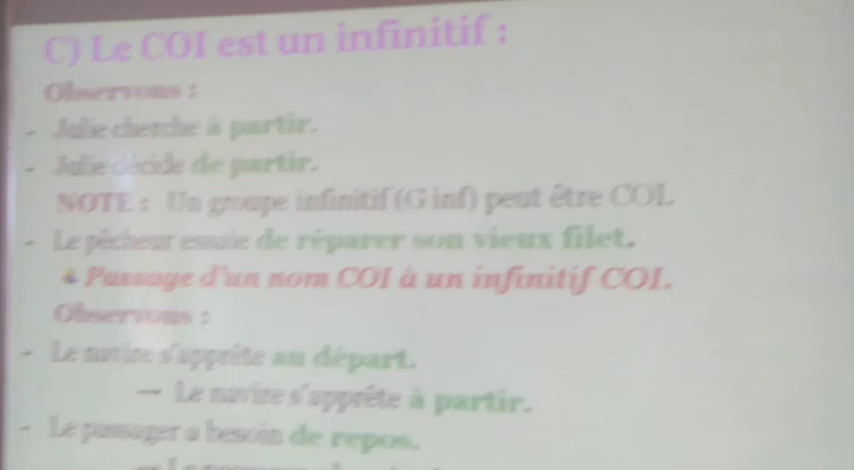 C) Le COI est un infinitif :
Observons :
- Julie cherche à partir.
- Julie décide de partir.
NOTE : Un groupe infinitif (G inf) peut être COI.
- Le pêcheur essaie de réparer son vieux filet.
Passage d'un nom COI à un infinitif COI.
Observons :
- Le navire s'apprête au départ.
— Le navire s'apprête à partir.
- Le passager a besoin de repos.